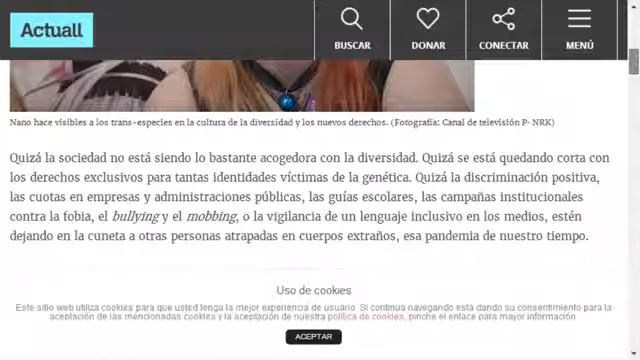 Actuall
BUSCAR
DONAR
CONECTAR
MENÚ
Nano hace visibles a los trans-especies en la cultura de la diversidad y los nuevos derechos. (Fotografía: Canal de televisión P- NRK)
Quizá la sociedad no está siendo lo bastante acogedora con la diversidad. Quizá se está quedando corta con
los derechos exclusivos para tantas identidades víctimas de la genética. Quizá la discriminación positiva,
las cuotas en empresas y administraciones públicas, las guías escolares, las campañas institucionales
contra la fobia, el bullying y el mobbing, o la vigilancia de un lenguaje inclusivo en los medios, estén
dejando en la cuneta a otras personas atrapadas en cuerpos extraños, esa pandemia de nuestro tiempo.
Uso de cookies
Este sitio web utiliza cookies para que usted tenga la mejor experiencia de usuario. Si continúa navegando está dando su consentimiento para la
aceptación de las mencionadas cookies y la aceptación de nuestra política de cookies, pinche el enlace para mayor información
ACEPTAR